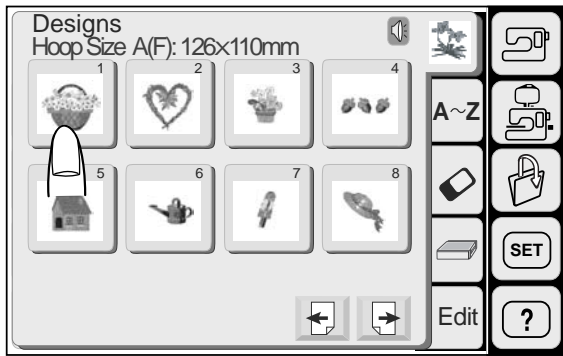 Designs
Hoop Size A(F): 126×110mm
1 2 3 4
A~Z
5 6 7 8
SET
Edit
?